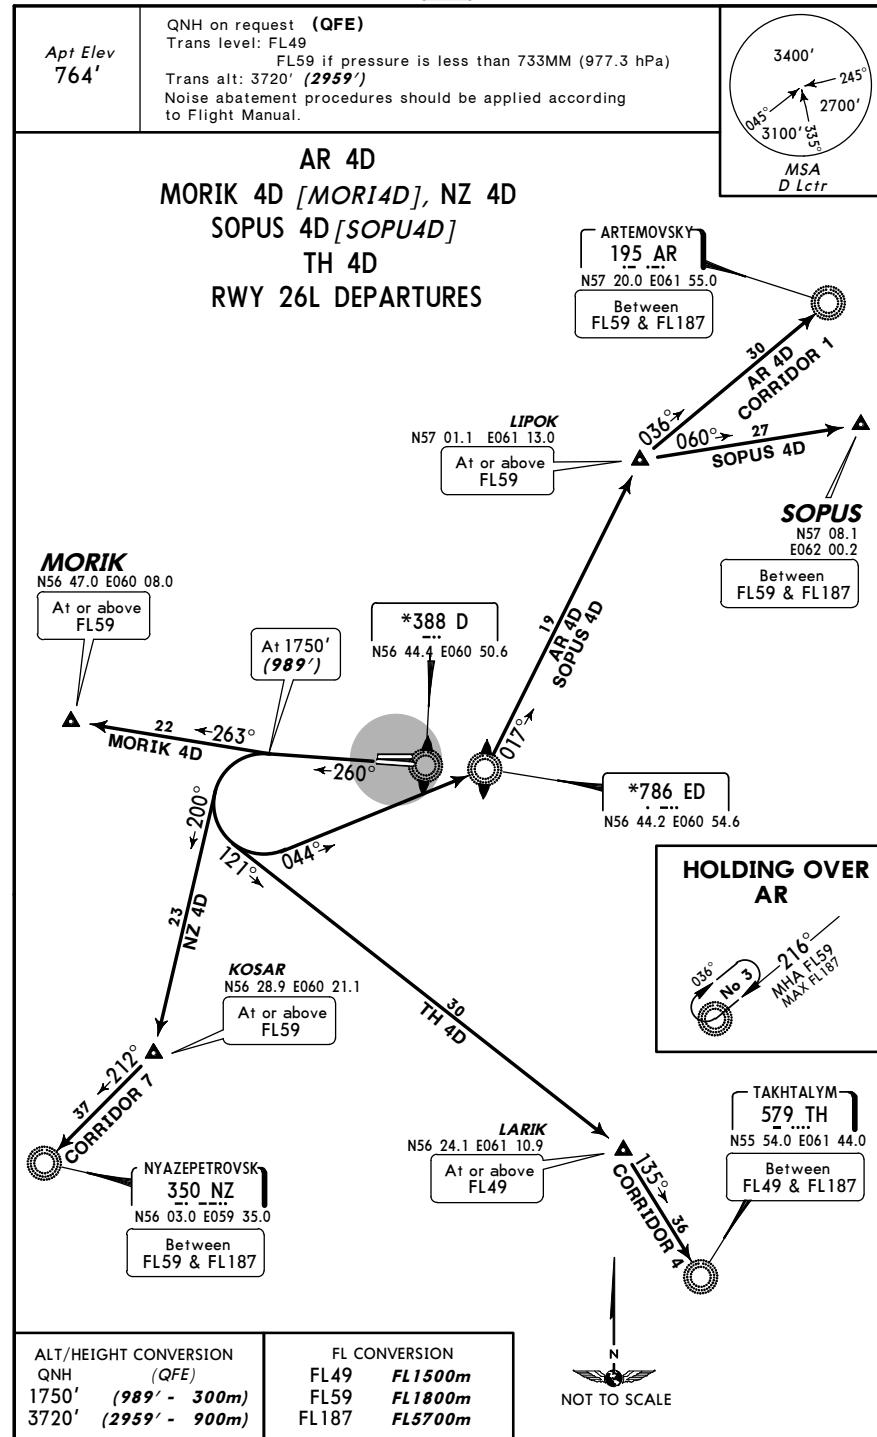 Apt Elev
764'
QNH on request (QFE)
Trans level: FL49
FL59 if pressure is less than 733MM (977.3 hPa)
Trans alt: 3720' (2959')
Noise abatement procedures should be applied according
to Flight Manual.
3400'
245°
2700'
045°
3100'
335°
MSA
D Lctr
AR 4D
MORIK 4D [MORI4D], NZ 4D
SOPUS 4D [SOPU4D]
TH 4D
RWY 26L DEPARTURES
ARTEMOVSKY
195 AR
N57 20.0 E061 55.0
Between
FL59 & FL187
30
AR 4D
CORRIDOR 1
036°
LIPOK
N57 01.1 E061 13.0
At or above
FL59
060°
27
SOPUS 4D
SOPUS
N57 08.1
E062 00.2
Between
FL59 & FL187
MORIK
N56 47.0 E060 08.0
At or above
FL59
*388 D
N56 44.4 E060 50.6
At 1750'
(989')
19
AR 4D
SOPUS 4D
017°
22
263°
MORIK 4D
260°
*786 ED
N56 44.2 E060 54.6
200°
121°
044°
23
NZ 4D
HOLDING OVER
AR
036°
No 3
216°
MHA FL59
MAX FL187
KOSAR
N56 28.9 E060 21.1
At or above
FL59
30
TH 4D
212°
37
CORRIDOR 7
LARIK
N56 24.1 E061 10.9
At or above
FL49
TAKHTALYM
579 TH
N55 54.0 E061 44.0
Between
FL49 & FL187
135°
36
CORRIDOR 4
NYAZEPETROVSK
350 NZ
N56 03.0 E059 35.0
Between
FL59 & FL187
N
NOT TO SCALE
ALT/HEIGHT CONVERSION
QNH (QFE)
1750' (989' - 300m)
3720' (2959' - 900m)
FL CONVERSION
FL49 FL1500m
FL59 FL1800m
FL187 FL5700m